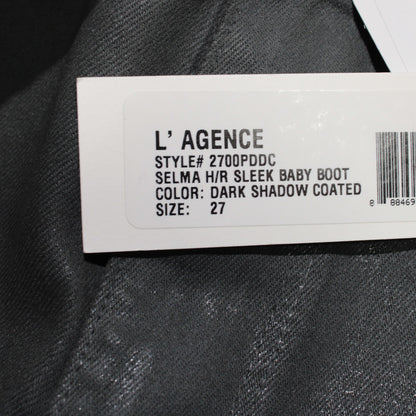 L' AGENCE
STYLE# 2700PDDC
SELMA H/R SLEEK BABY BOOT
COLOR: DARK SHADOW COATED
SIZE: 27